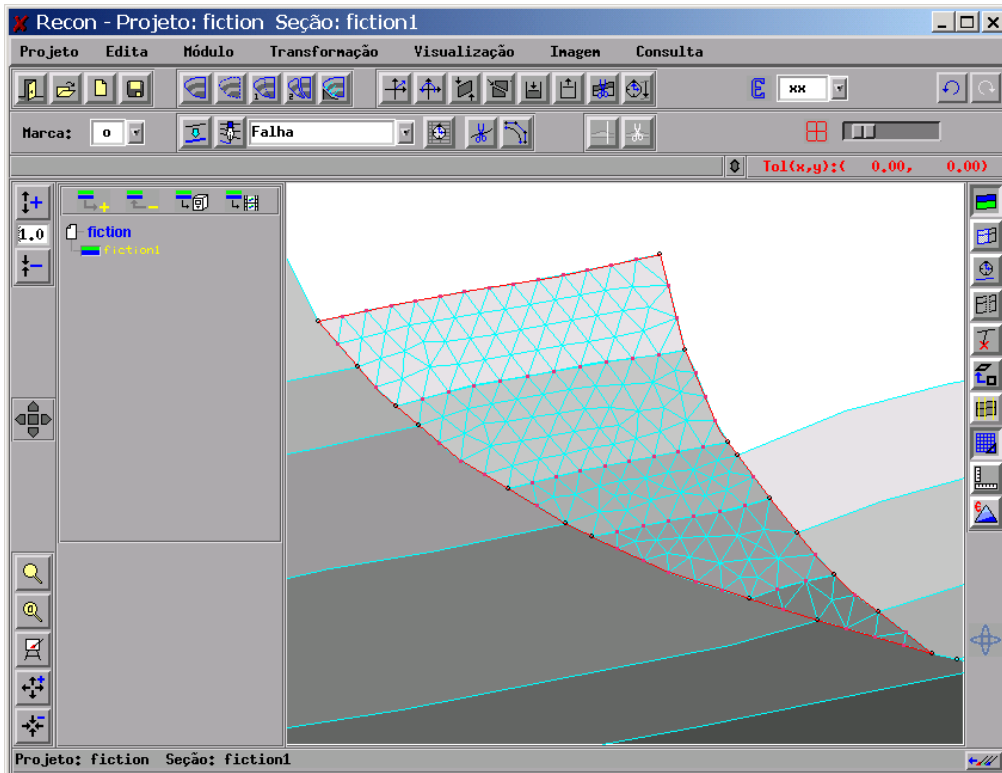 Recon - Projeto: fiction Seção: fiction1
Projeto Edita Módulo Transformação Visualização Imagem Consulta
xx
Marca: o Falha
Tol(x,y):( 0.00, 0.00)
1.0
fiction
fiction1
Projeto: fiction Seção: fiction1